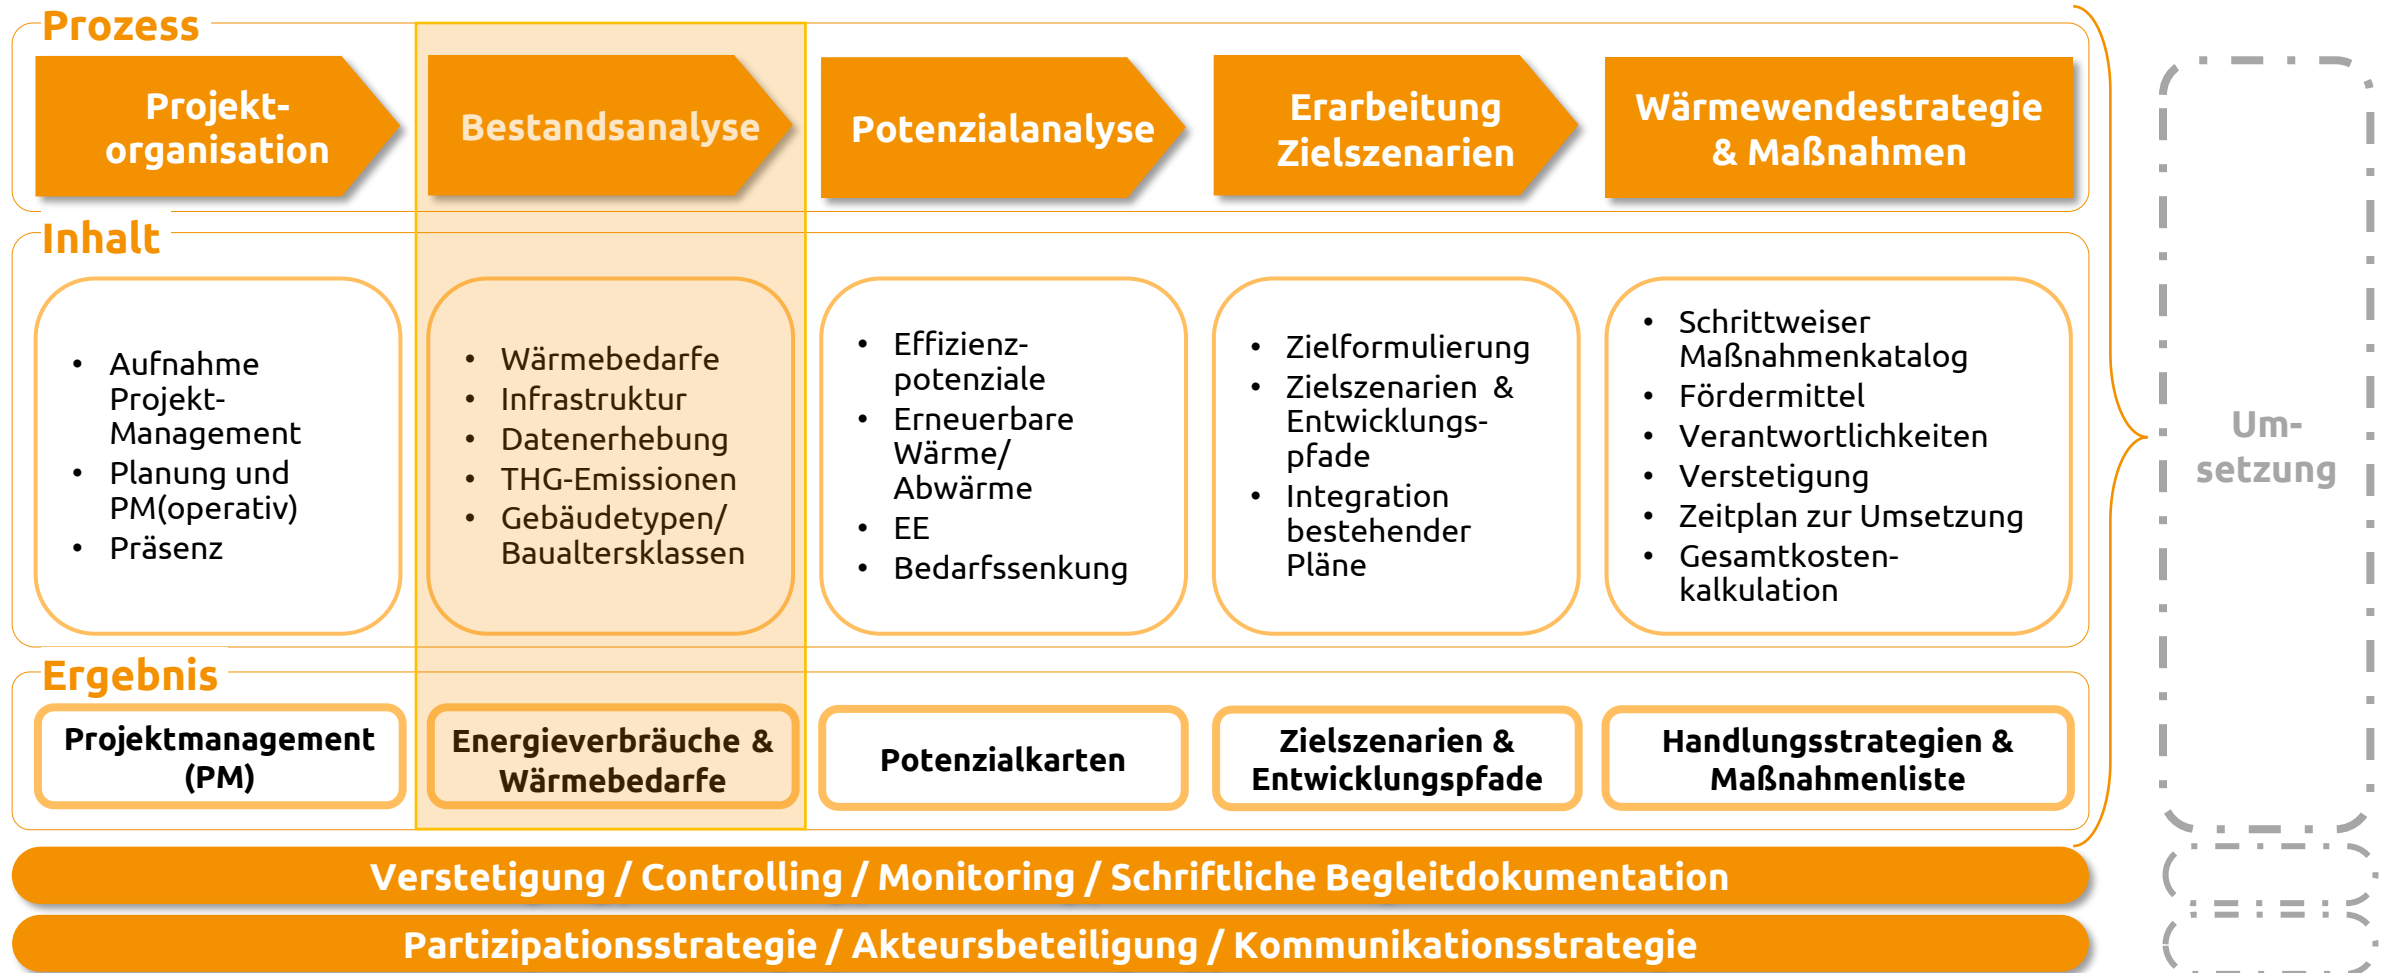 Prozess
Projekt-
organisation
Bestandsanalyse
Potenzialanalyse
Erarbeitung
Zielszenarien
Wärmewendestrategie
& Maßnahmen
Inhalt
• Aufnahme
Projekt-
Management
• Planung und
PM(operativ)
• Präsenz
• Wärmebedarfe
• Infrastruktur
• Datenerhebung
• THG-Emissionen
• Gebäudetypen/
Baualtersklassen
• Effizienz-
potenziale
• Erneuerbare
Wärme/
Abwärme
• EE
• Bedarfssenkung
• Zielformulierung
• Zielszenarien &
Entwicklungs-
pfade
• Integration
bestehender
Pläne
• Schrittweiser
Maßnahmenkatalog
• Fördermittel
• Verantwortlichkeiten
• Verstetigung
• Zeitplan zur Umsetzung
• Gesamtkosten-
kalkulation
Um-
setzung
Ergebnis
Projektmanagement
(PM)
Energieverbräuche &
Wärmebedarfe
Potenzialkarten
Zielszenarien &
Entwicklungspfade
Handlungsstrategien &
Maßnahmenliste
Verstetigung / Controlling / Monitoring / Schriftliche Begleitdokumentation
Partizipationsstrategie / Akteursbeteiligung / Kommunikationsstrategie